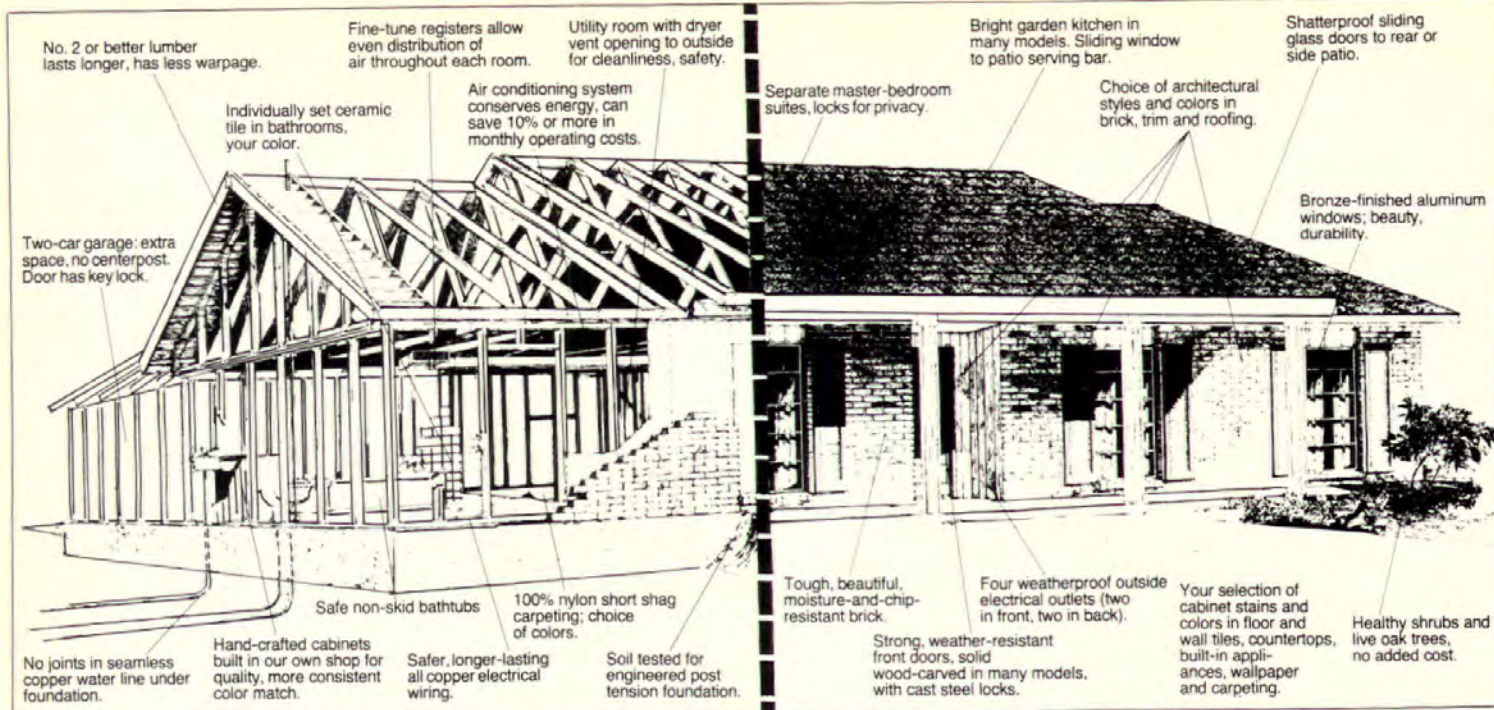 No. 2 or better lumber
lasts longer, has less warpage.
Fine-tune registers allow
even distribution of
air throughout each room.
Utility room with dryer
vent opening to outside
for cleanliness, safety.
Individually set ceramic
tile in bathrooms,
your color.
Air conditioning system
conserves energy, can
save 10% or more in
monthly operating costs.
Two-car garage: extra
space, no centerpost.
Door has key lock.
Separate master-bedroom
suites, locks for privacy.
Bright garden kitchen in
many models. Sliding window
to patio serving bar.
Shatterproof sliding
glass doors to rear or
side patio.
Choice of architectural
styles and colors in
brick, trim and roofing.
Bronze-finished aluminum
windows; beauty,
durability.
No joints in seamless
copper water line under
foundation.
Hand-crafted cabinets
built in our own shop for
quality, more consistent
color match.
Safe non-skid bathtubs
Safer, longer-lasting
all copper electrical
wiring.
100% nylon short shag
carpeting; choice
of colors.
Soil tested for
engineered post
tension foundation.
Tough, beautiful,
moisture-and-chip-
resistant brick.
Strong, weather-resistant
front doors, solid
wood-carved in many models,
with cast steel locks.
Four weatherproof outside
electrical outlets (two
in front, two in back).
Your selection of
cabinet stains and
colors in floor and
wall tiles, countertops,
built-in appli-
ances, wallpaper
and carpeting.
Healthy shrubs and
live oak trees,
no added cost.